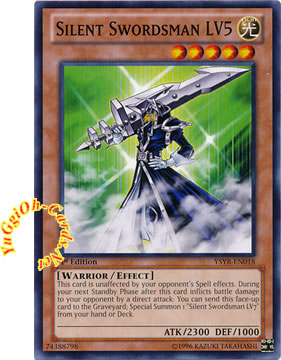 SILENT SWORDSMAN LV5
光
YuGgiOh-Cards.Net
1st Edition
YSYR-EN018
[WARRIOR / EFFECT]
This card is unaffected by your opponent's Spell effects. During
your next Standby Phase after this card inflicts battle damage
to your opponent by a direct attack: You can send this face-up
card to the Graveyard; Special Summon 1 "Silent Swordsman LV7"
from your hand or Deck.
ATK/2300 DEF/1000
74388798
©1996 KAZUKI TAKAHASHI